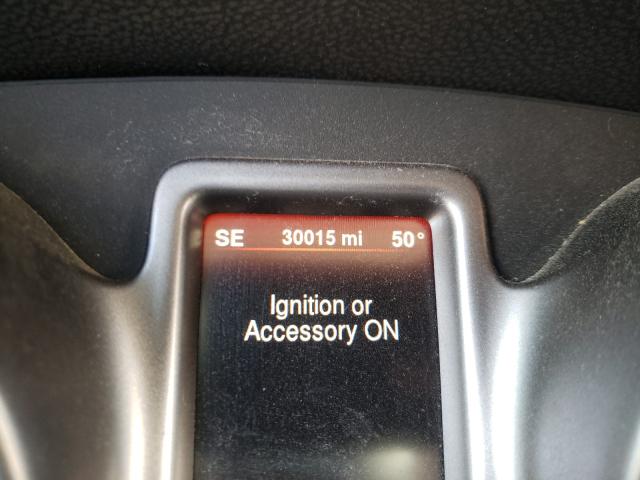 SE 30015 mi 50°
Ignition or
Accessory ON